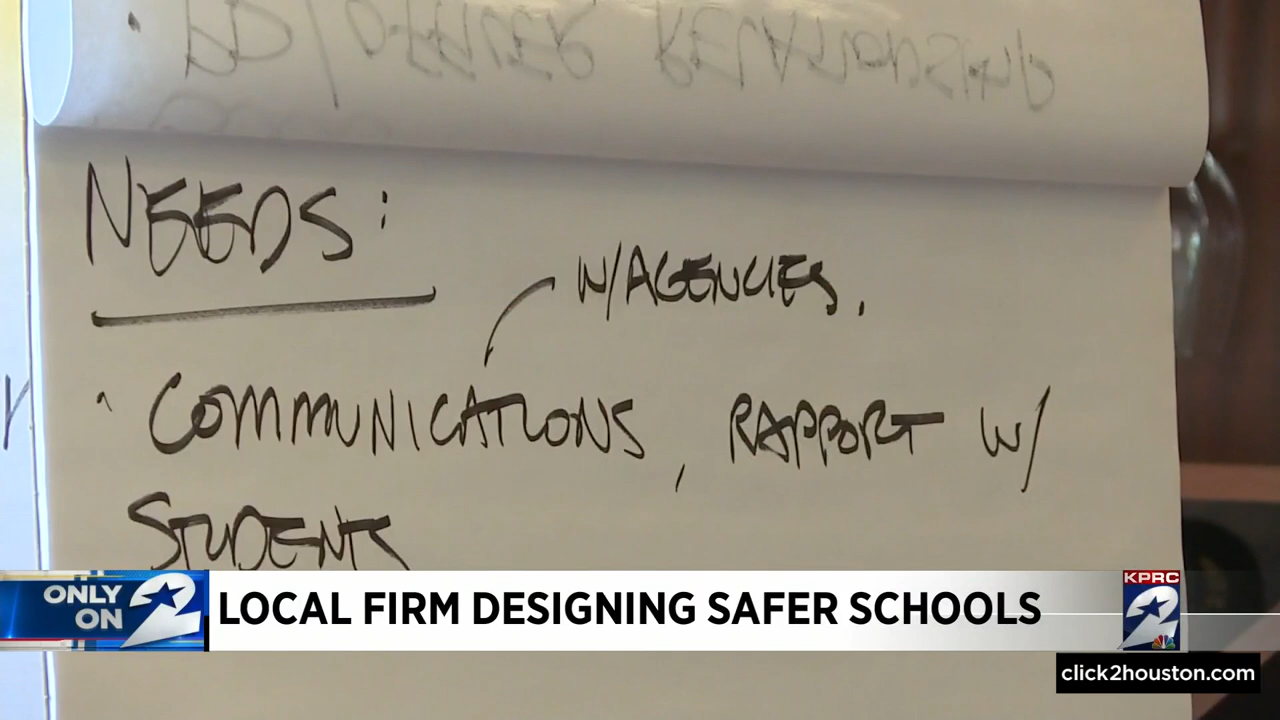 NEEDS:
W/AGENCIES.
• COMMUNICATIONS, RAPPORT W/
STUDENTS
ONLY
ON 2
LOCAL FIRM DESIGNING SAFER SCHOOLS
KPRC
2
click2houston.com